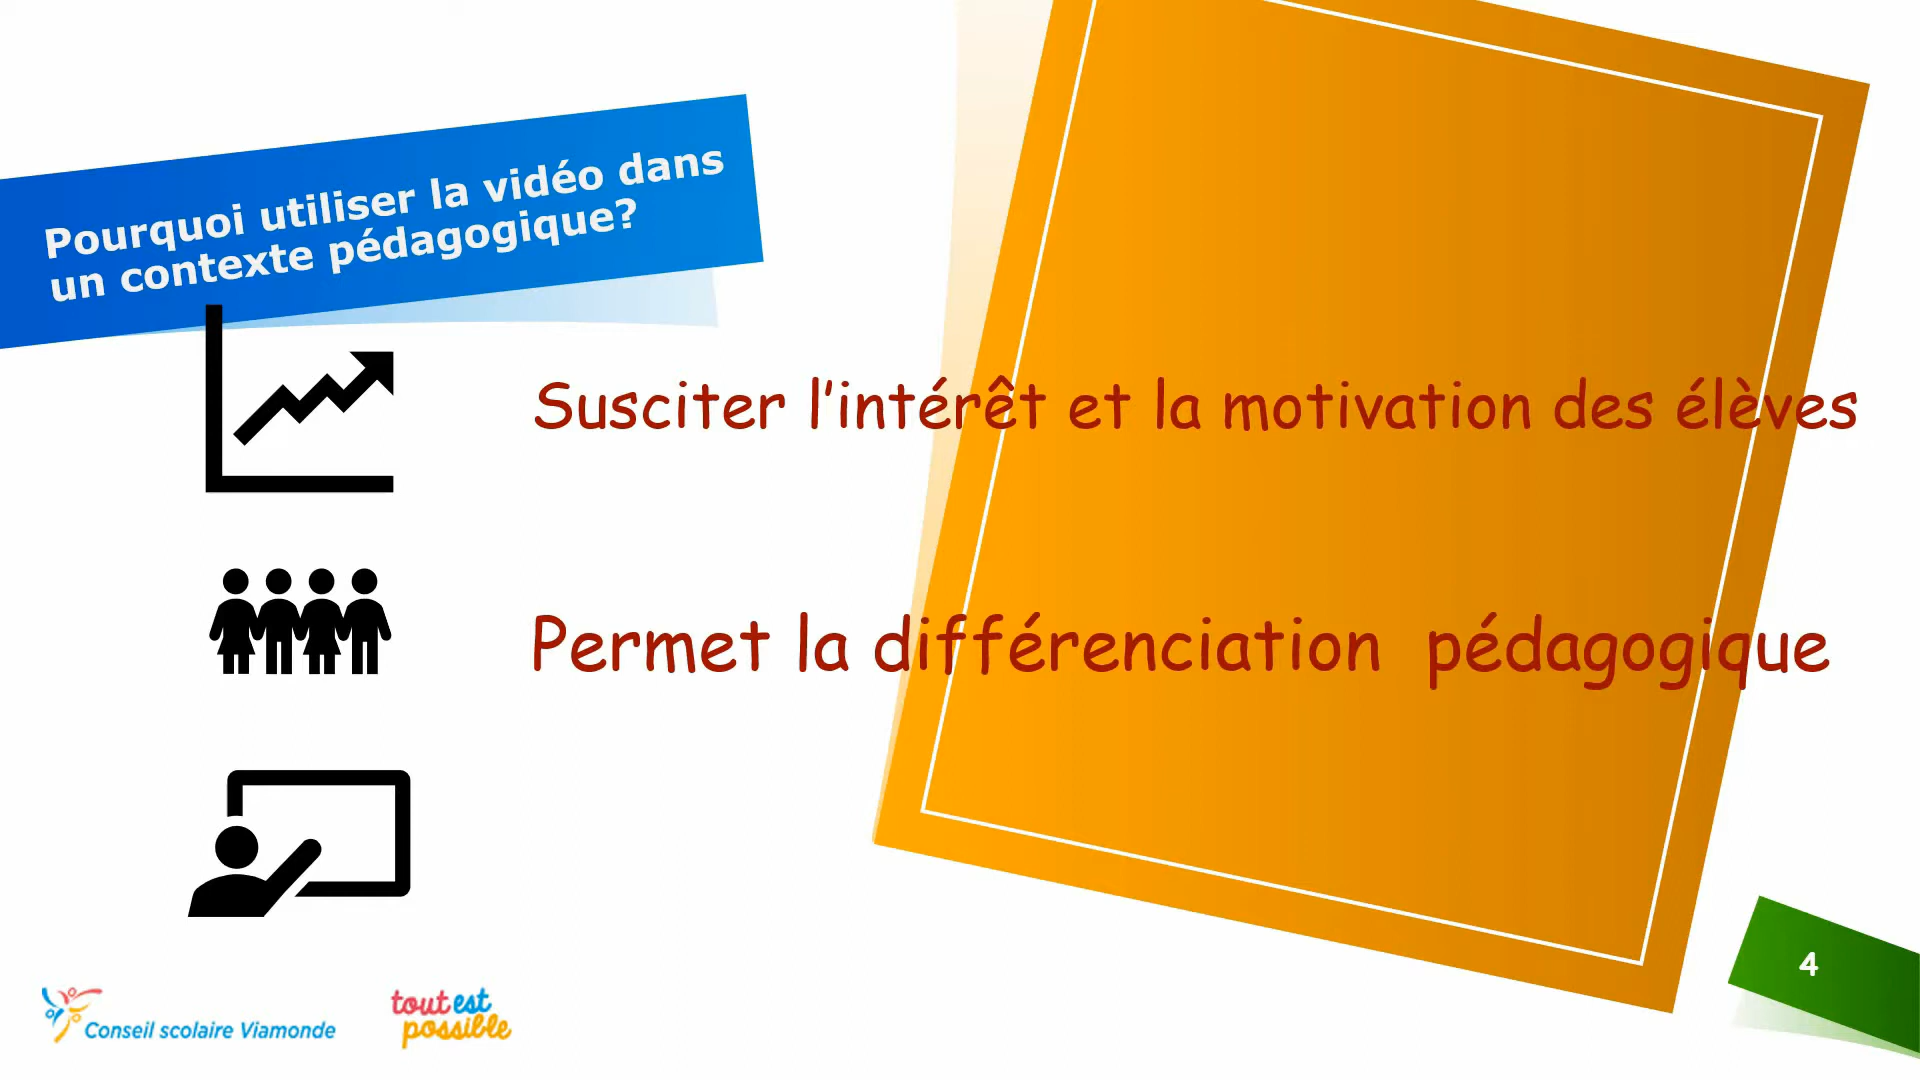 Pourquoi utiliser la vidéo dans
un contexte pédagogique?
Susciter l’intérêt et la motivation des élèves
Permet la différenciation  pédagogique
4
Conseil scolaire Viamonde
tout est
possible